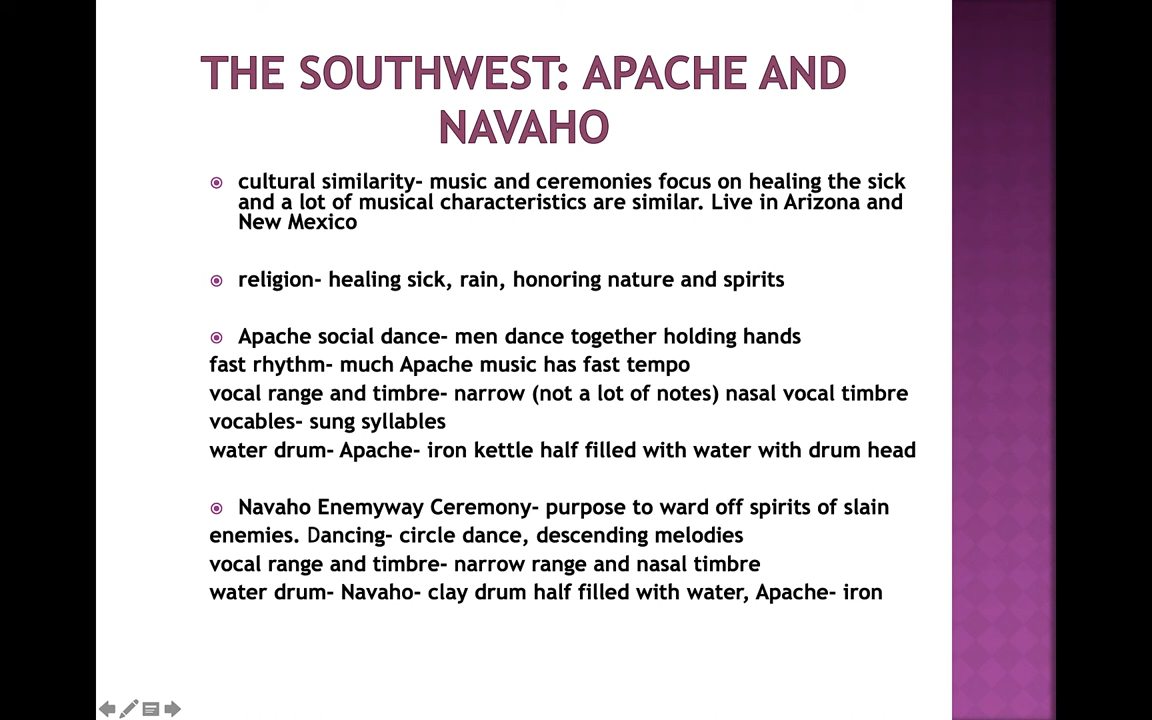 THE SOUTHWEST: APACHE AND
NAVAHO
cultural similarity- music and ceremonies focus on healing the sick
and a lot of musical characteristics are similar. Live in Arizona and
New Mexico
religion- healing sick, rain, honoring nature and spirits
Apache social dance- men dance together holding hands
fast rhythm- much Apache music has fast tempo
vocal range and timbre- narrow (not a lot of notes) nasal vocal timbre
vocables- sung syllables
water drum- Apache- iron kettle half filled with water with drum head
Navaho Enemyway Ceremony- purpose to ward off spirits of slain
enemies. Dancing- circle dance, descending melodies
vocal range and timbre- narrow range and nasal timbre
water drum- Navaho- clay drum half filled with water, Apache- iron